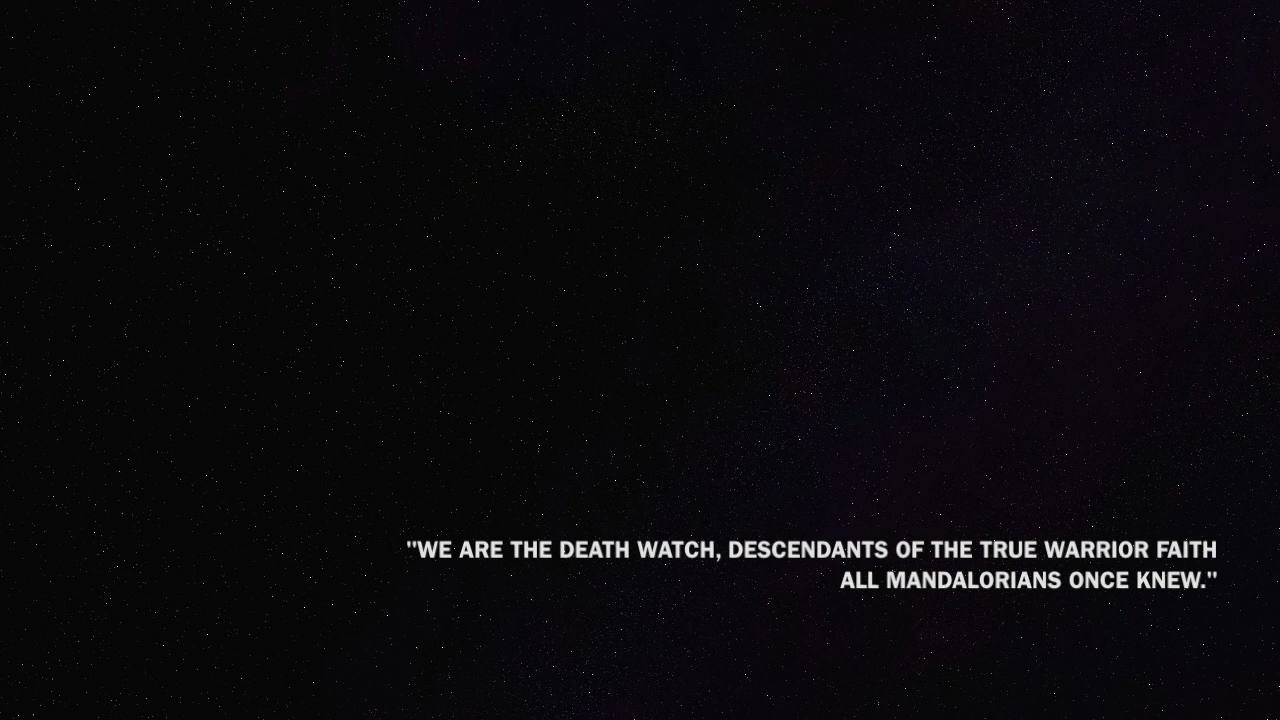 "WE ARE THE DEATH WATCH, DESCENDANTS OF THE TRUE WARRIOR FAITH
ALL MANDALORIANS ONCE KNEW."